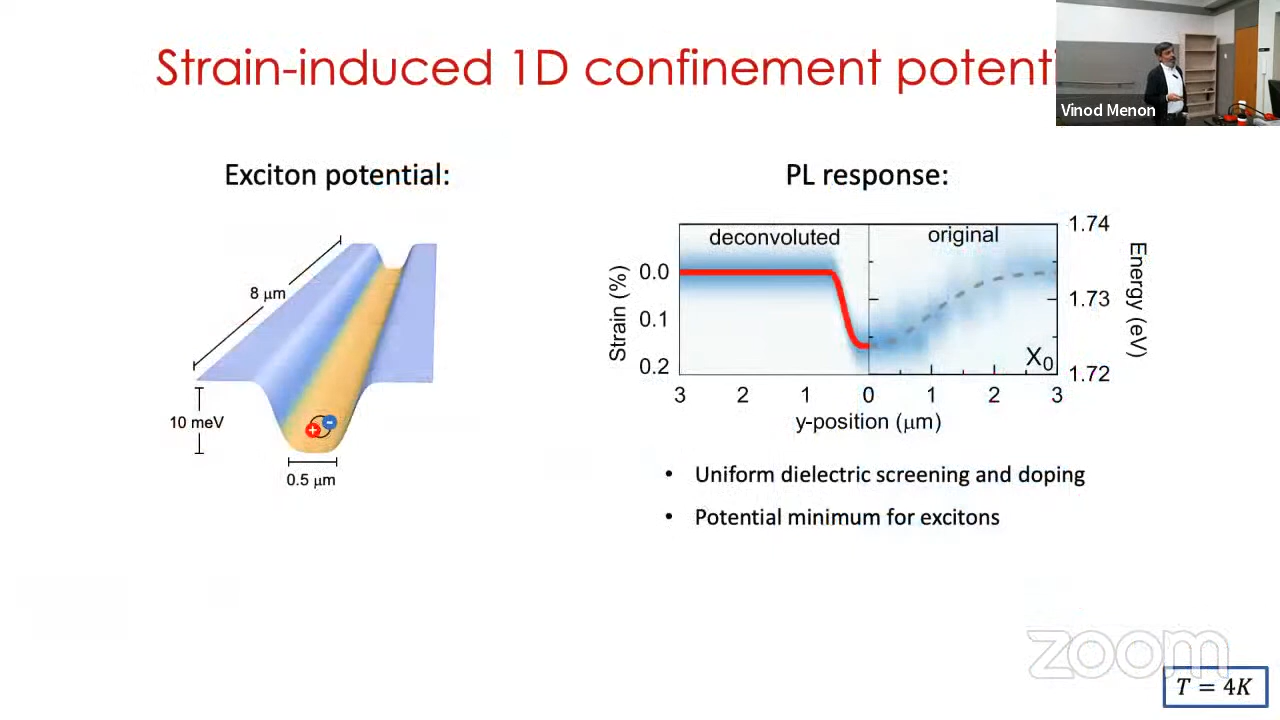 Strain-induced 1D confinement potenti
Vinod Menon
Exciton potential:
8 μm
10 meV
0.5 μm
+
-
PL response:
deconvoluted
original
Strain (%)
0.0
0.1
0.2
1.74
1.73
1.72
Energy (eV)
X₀
3 2 1 0 1 2 3
y-position (μm)
• Uniform dielectric screening and doping
• Potential minimum for excitons
zoom
T = 4K